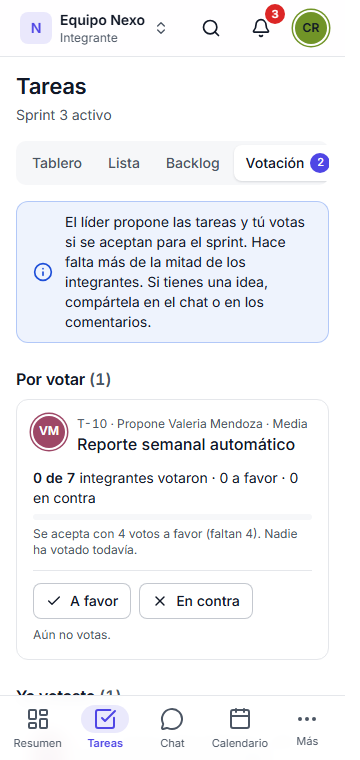 N
Equipo Nexo
Integrante
3
CR
Tareas
Sprint 3 activo
Tablero
Lista
Backlog
Votación 2
El líder propone las tareas y tú votas
si se aceptan para el sprint. Hace
falta más de la mitad de los
integrantes. Si tienes una idea,
compártela en el chat o en los
comentarios.
Por votar (1)
VM
T-10 · Propone Valeria Mendoza · Media
Reporte semanal automático
0 de 7 integrantes votaron · 0 a favor · 0
en contra
Se acepta con 4 votos a favor (faltan 4). Nadie
ha votado todavía.
A favor
En contra
Aún no votas.
Ya votaste (1)
Resumen
Tareas
Chat
Calendario
Más